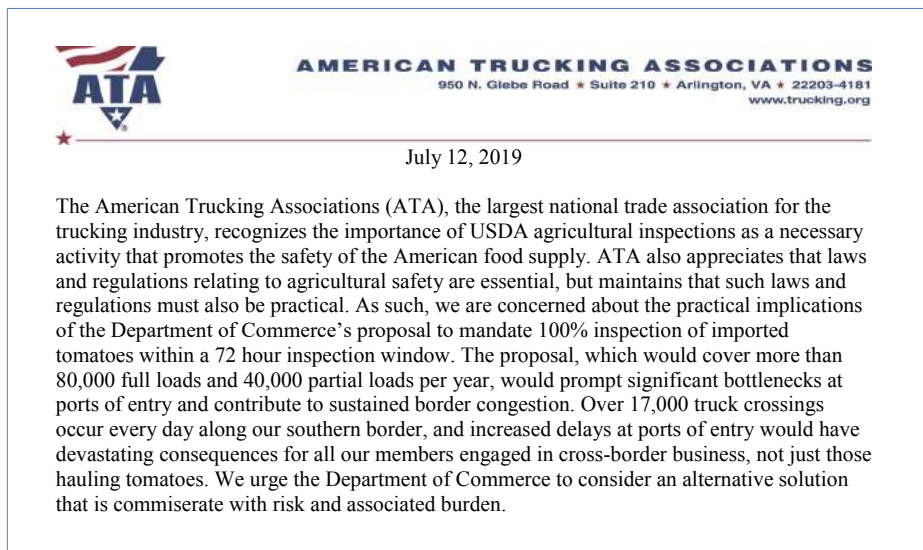 ATA
AMERICAN TRUCKING ASSOCIATIONS
950 N. Glebe Road ★ Suite 210 ★ Arlington, VA ★ 22203-4181
www.trucking.org
July 12, 2019
The American Trucking Associations (ATA), the largest national trade association for the
trucking industry, recognizes the importance of USDA agricultural inspections as a necessary
activity that promotes the safety of the American food supply. ATA also appreciates that laws
and regulations relating to agricultural safety are essential, but maintains that such laws and
regulations must also be practical. As such, we are concerned about the practical implications
of the Department of Commerce’s proposal to mandate 100% inspection of imported
tomatoes within a 72 hour inspection window. The proposal, which would cover more than
80,000 full loads and 40,000 partial loads per year, would prompt significant bottlenecks at
ports of entry and contribute to sustained border congestion. Over 17,000 truck crossings
occur every day along our southern border, and increased delays at ports of entry would have
devastating consequences for all our members engaged in cross-border business, not just those
hauling tomatoes. We urge the Department of Commerce to consider an alternative solution
that is commiserate with risk and associated burden.